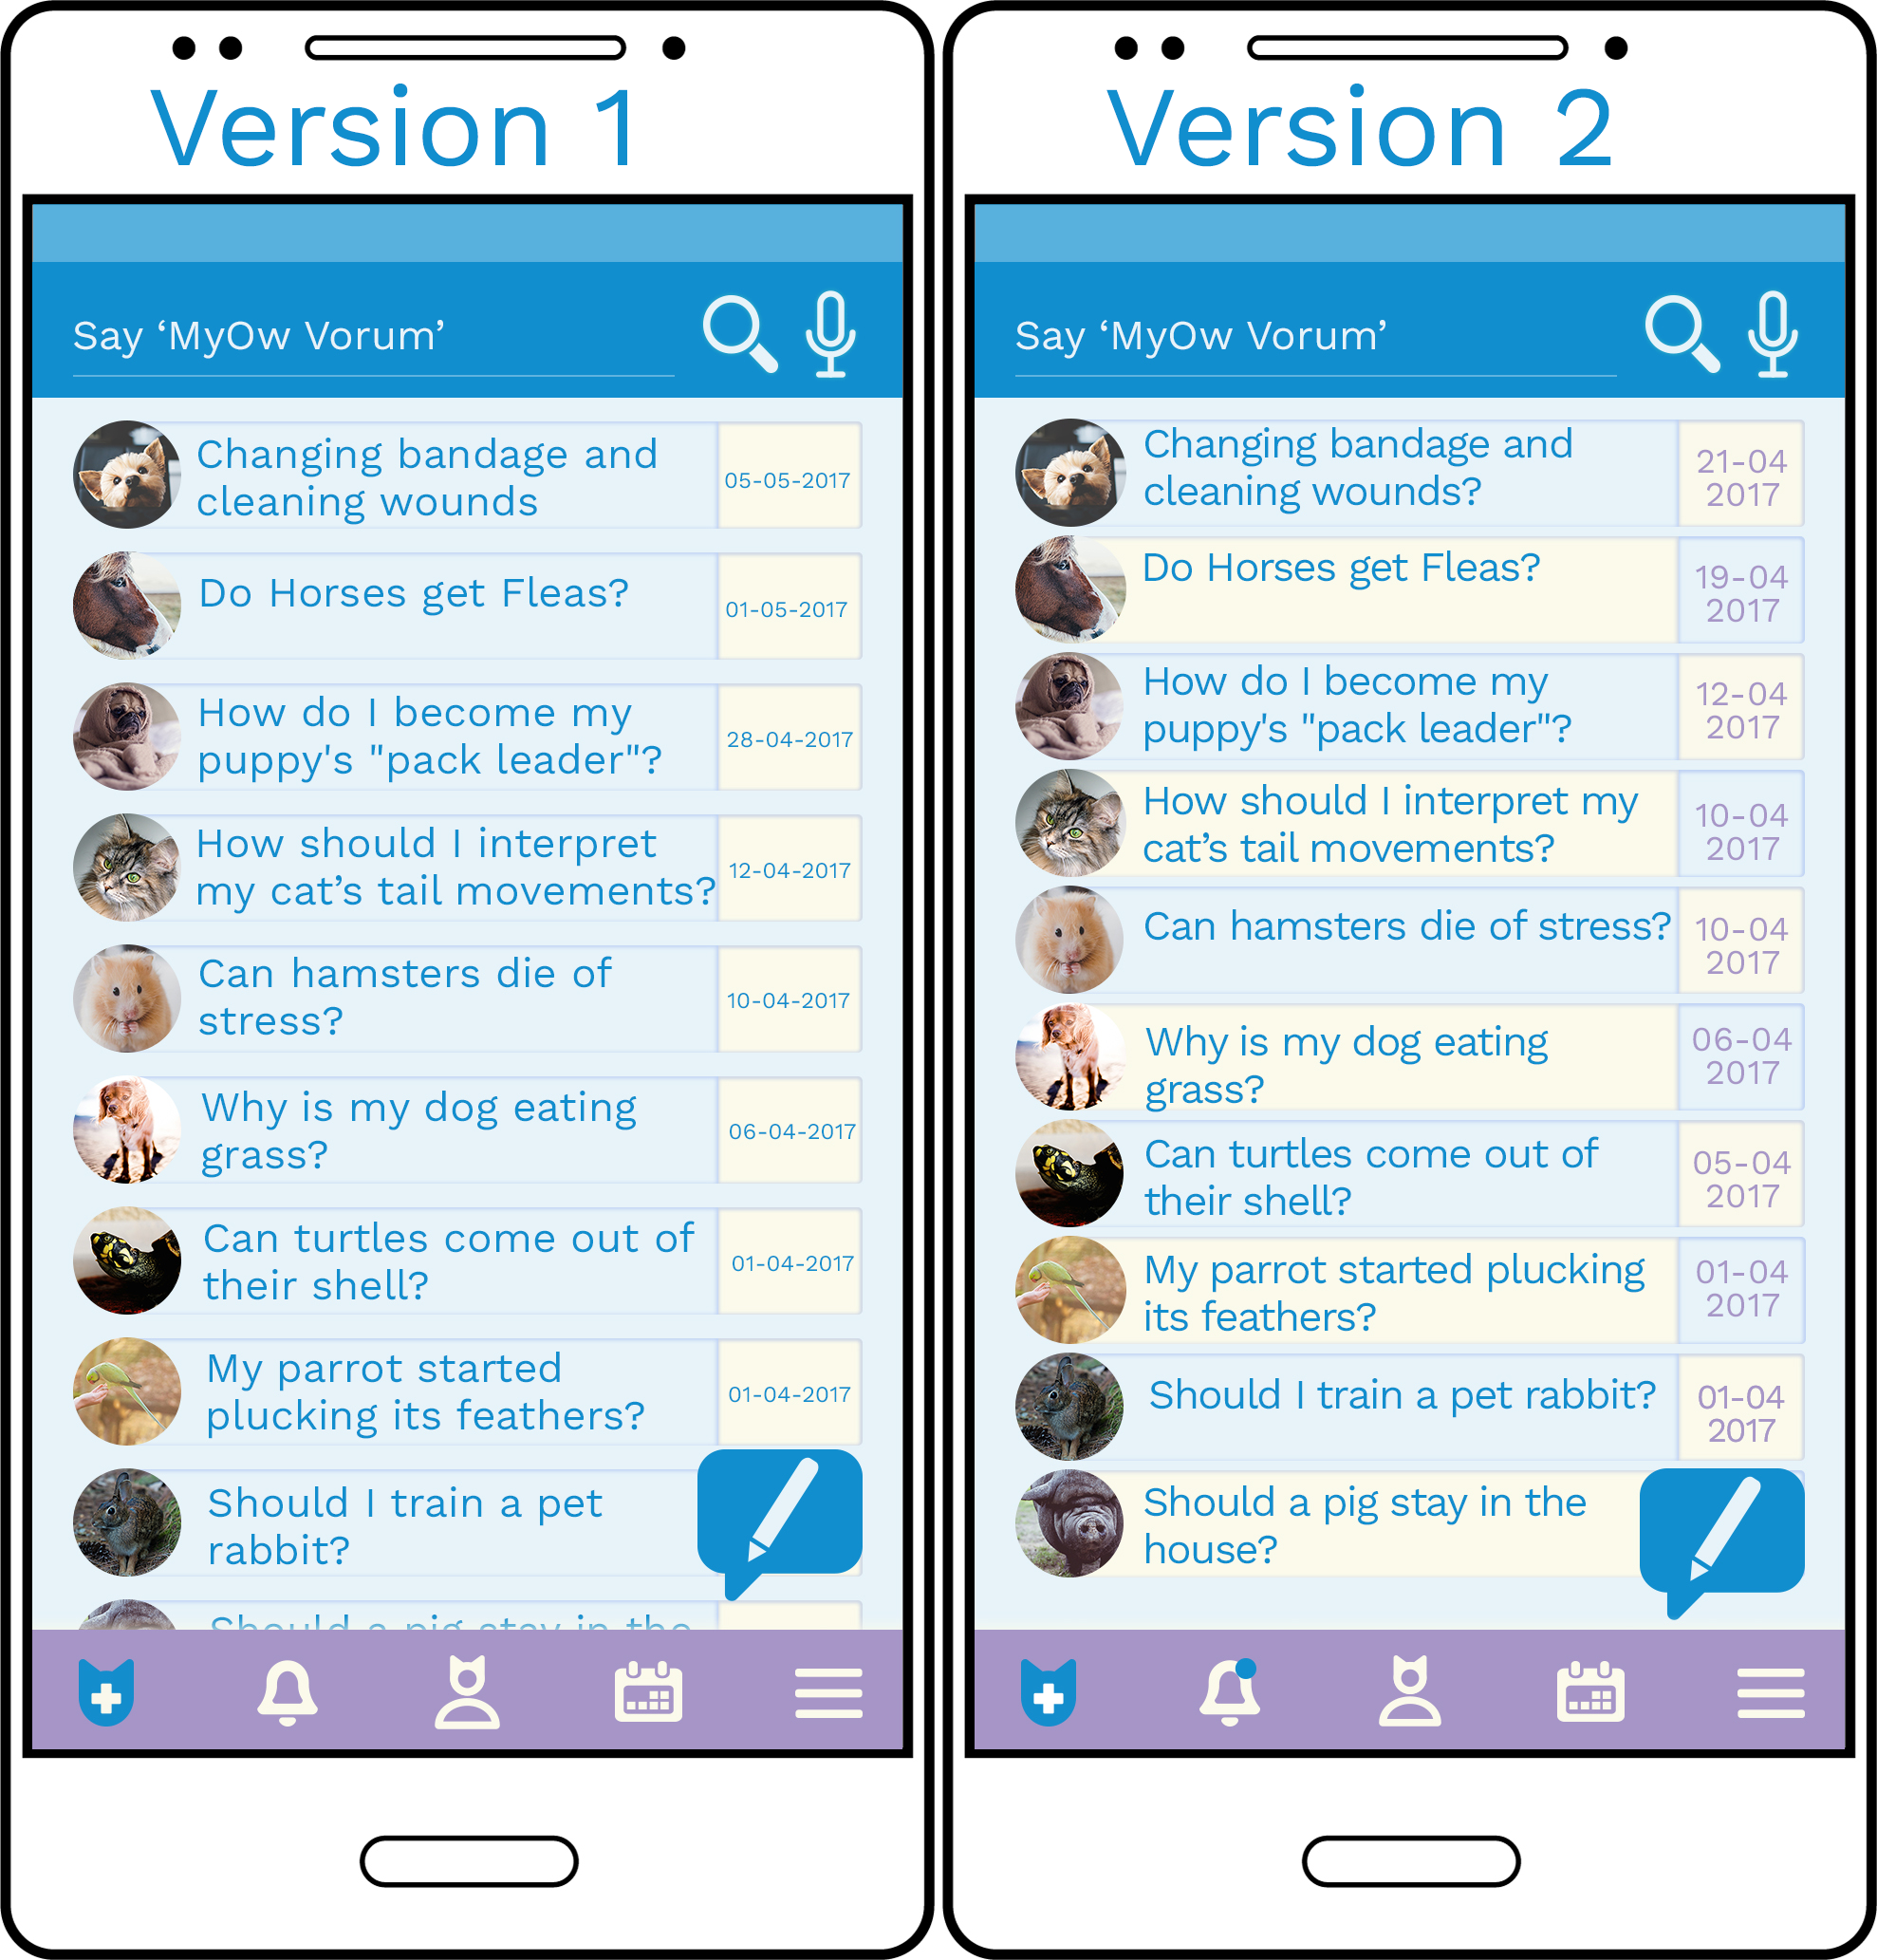 Version 1
Say ‘MyOw Vorum’
Changing bandage and
cleaning wounds
05-05-2017
Do Horses get Fleas?
01-05-2017
How do I become my
puppy's "pack leader"?
28-04-2017
How should I interpret
my cat’s tail movements?
12-04-2017
Can hamsters die of
stress?
10-04-2017
Why is my dog eating
grass?
06-04-2017
Can turtles come out of
their shell?
01-04-2017
My parrot started
plucking its feathers?
01-04-2017
Should I train a pet
rabbit?
Should a pig stay in the
Version 2
Say ‘MyOw Vorum’
Changing bandage and
cleaning wounds?
21-04
2017
Do Horses get Fleas?
19-04
2017
How do I become my
puppy's "pack leader"?
12-04
2017
How should I interpret my
cat’s tail movements?
10-04
2017
Can hamsters die of stress?
10-04
2017
Why is my dog eating
grass?
06-04
2017
Can turtles come out of
their shell?
05-04
2017
My parrot started plucking
its feathers?
01-04
2017
Should I train a pet rabbit?
01-04
2017
Should a pig stay in the
house?